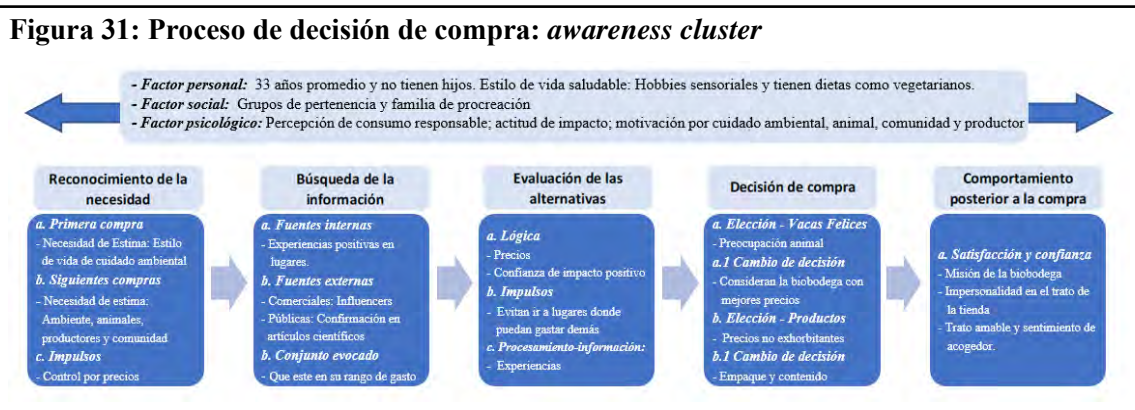 Figura 31: Proceso de decisión de compra: awareness cluster
- Factor personal: 33 años promedio y no tienen hijos. Estilo de vida saludable: Hobbies sensoriales y tienen dietas como vegetarianos.
- Factor social: Grupos de pertenencia y familia de procreación
- Factor psicológico: Percepción de consumo responsable; actitud de impacto; motivación por cuidado ambiental, animal, comunidad y productor
Reconocimiento de la
necesidad
a. Primera compra
- Necesidad de Estima: Estilo
de vida de cuidado ambiental
b. Siguientes compras
- Necesidad de estima:
Ambiente, animales,
productores y comunidad
c. Impulsos
- Control por precios
Búsqueda de la
información
a. Fuentes internas
- Experiencias positivas en
lugares.
b. Fuentes externas
- Comerciales: Influencers
- Públicas: Confirmación en
artículos científicos
b. Conjunto evocado
- Que este en su rango de gasto
Evaluación de las
alternativas
a. Lógica
- Precios
- Confianza de impacto positivo
b. Impulsos
- Evitan ir a lugares donde
puedan gastar demás
c. Procesamiento-información:
- Experiencias
Decisión de compra
a. Elección - Vacas Felices
- Preocupación animal
a.1 Cambio de decisión
- Consideran la biobodega con
mejores precios
b. Elección - Productos
- Precios no exhorbitantes
b.1 Cambio de decisión
- Empaque y contenido
Comportamiento
posterior a la compra
a. Satisfacción y confianza
- Misión de la biobodega
- Impersonalidad en el trato de
la tienda
- Trato amable y sentimiento de
acogedor.